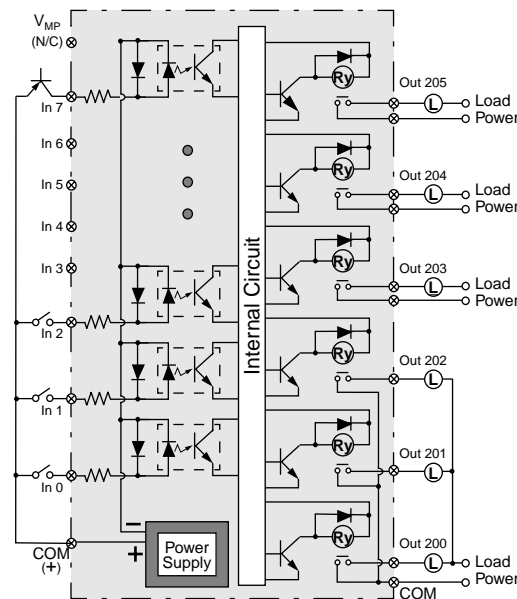 VMP
(N/C)
In 7
In 6
In 5
In 4
In 3
In 2
In 1
In 0
COM
(+)
−
+
Power
Supply
Internal Circuit
Ry
Out 205
L
Load
Power
Ry
Out 204
L
Load
Power
Ry
Out 203
L
Load
Power
Ry
Out 202
L
Ry
Out 201
L
Ry
Out 200
L
Load
Power
COM